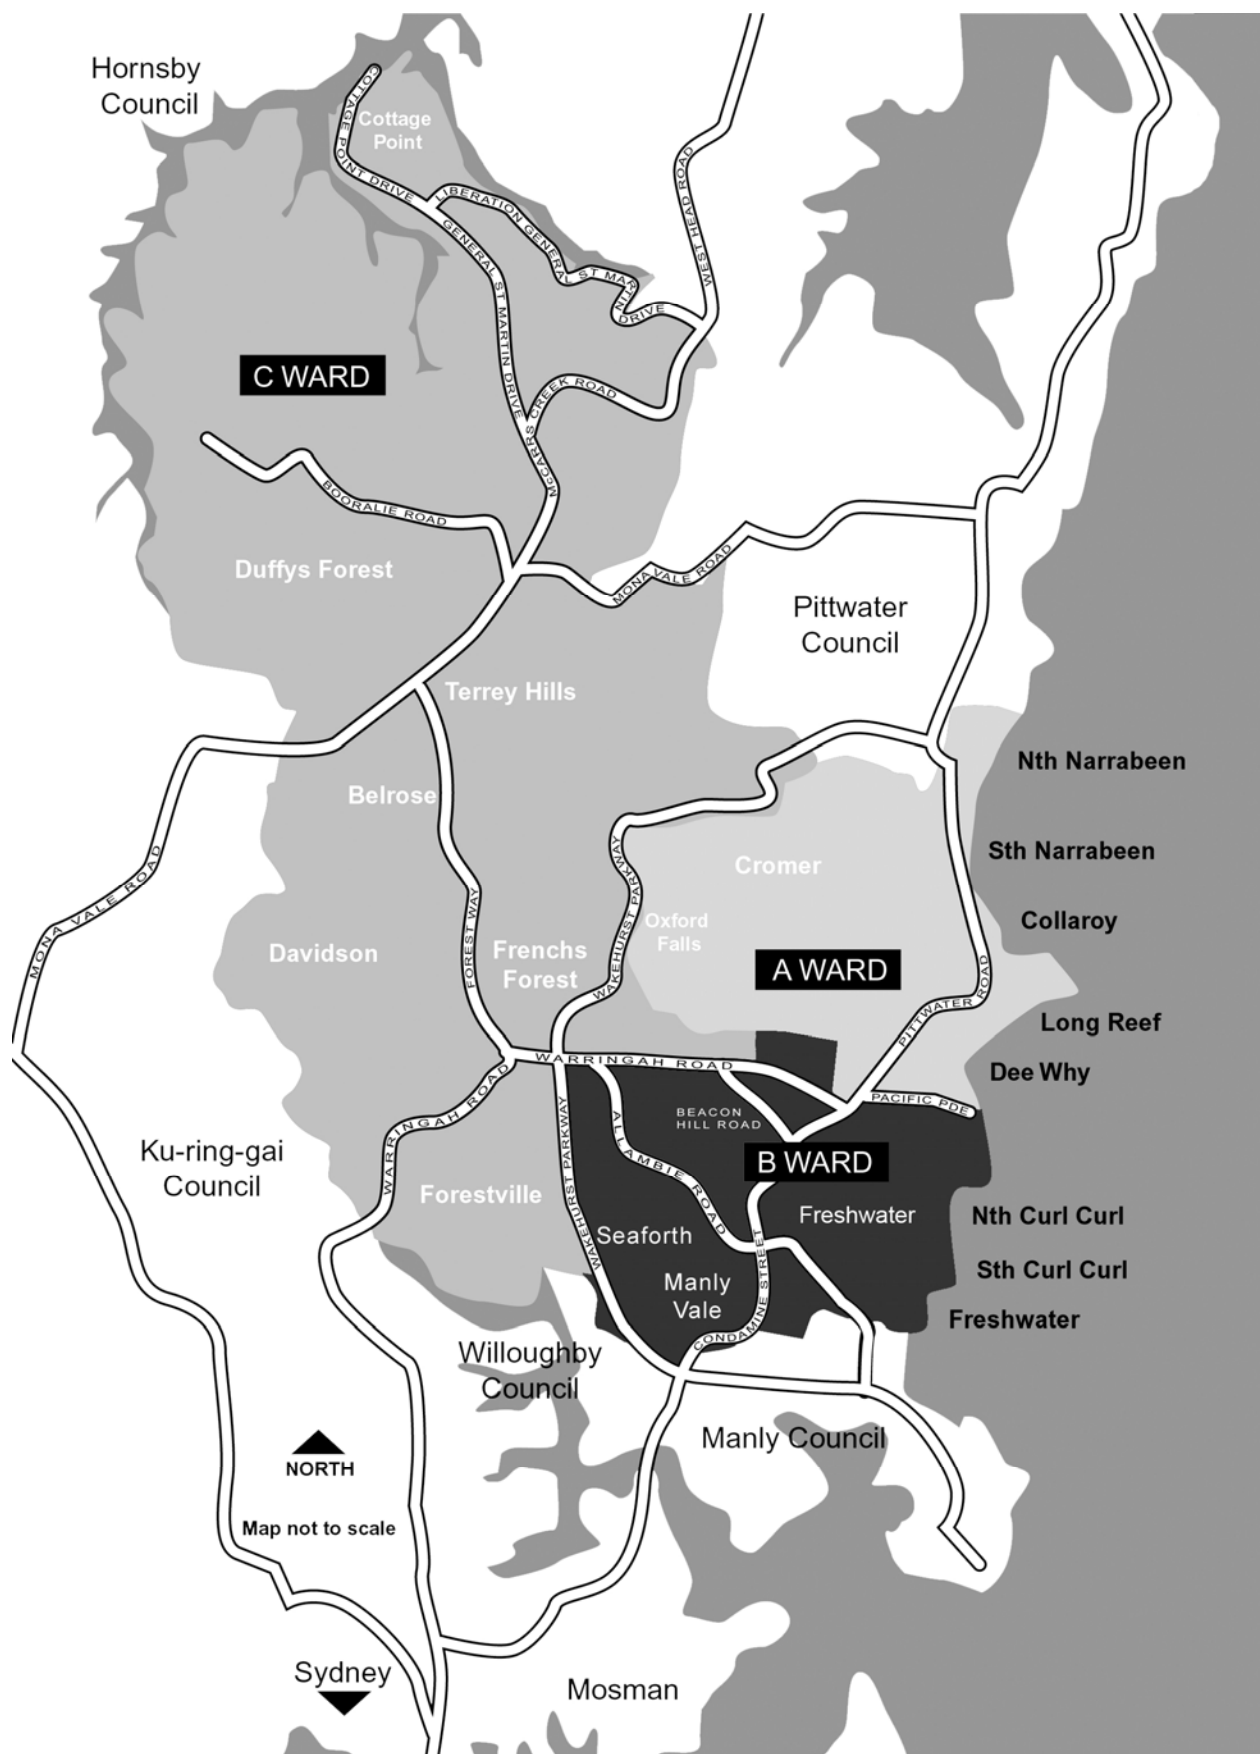 Hornsby
Council
COTTAGE POINT DRIVE
Cottage
Point
LIBERATION GENERAL ST MARTIN DRIVE
WEST HEAD ROAD
GENERAL ST MARTIN DRIVE
C WARD
McCARRS CREEK ROAD
BOORALIE ROAD
Duffys Forest
MONA VALE ROAD
Pittwater
Council
Terrey Hills
Nth Narrabeen
Belrose
Sth Narrabeen
Cromer
MONA VALE ROAD
WAKEHURST PARKWAY
Oxford
Falls
Collaroy
FOREST WAY
Frenchs
Forest
Davidson
A WARD
PITTWATER ROAD
Long Reef
WARRINGAH ROAD
Dee Why
WARRINGAH ROAD
PACIFIC PDE
BEACON
HILL ROAD
WAKEHURST PARKWAY
ALLAMBIE ROAD
Ku-ring-gai
Council
B WARD
Forestville
Freshwater
Nth Curl Curl
Seaforth
CONDAMINE STREET
Sth Curl Curl
Manly
Vale
Freshwater
Willoughby
Council
Manly Council
NORTH
Map not to scale
Sydney
Mosman